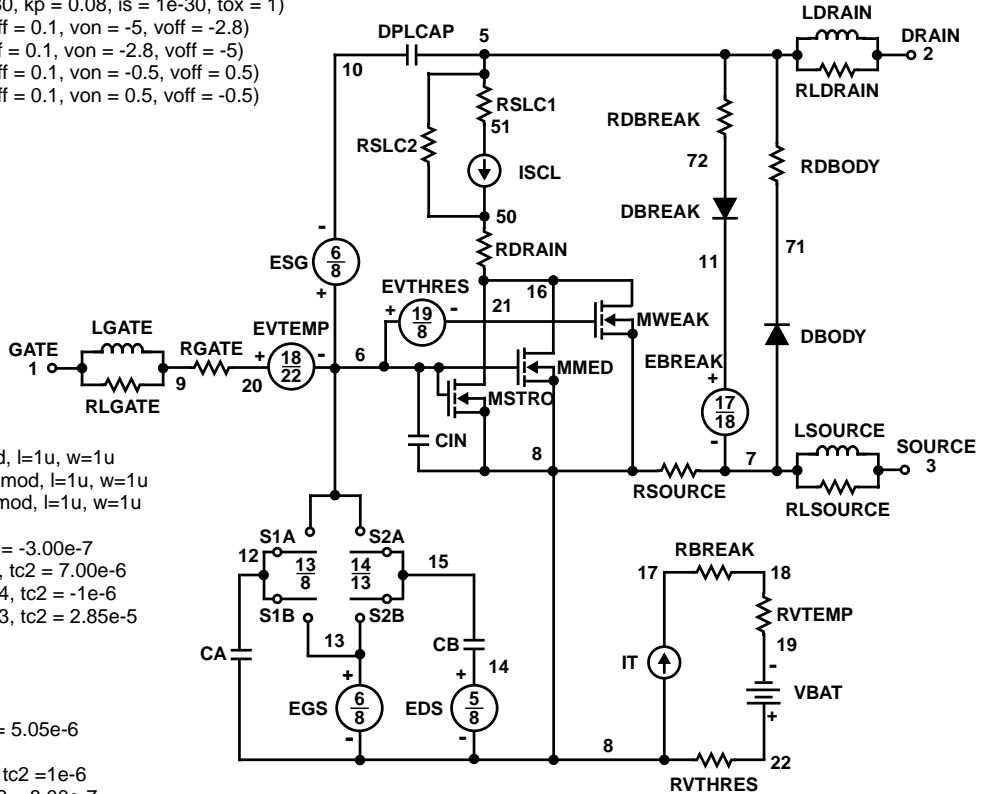 30, kp = 0.08, is = 1e-30, tox = 1)
ff = 0.1, von = -5, voff = -2.8)
f = 0.1, von = -2.8, voff = -5)
ff = 0.1, von = -0.5, voff = 0.5)
ff = 0.1, von = 0.5, voff = -0.5)
LDRAIN
DRAIN
2
RLDRAIN
DPLCAP
5
10
RSLC1
51
RSLC2
ISCL
50
RDRAIN
RDBREAK
72
RDBODY
DBREAK
71
11
ESG
-
6
8
+
EVTHRES
+
19
8
-
16
21
MWEAK
EBREAK
DBODY
LGATE
GATE
1
RLGATE
9
RGATE
20
EVTEMP
+
18
22
-
6
MMED
MSTRO
CIN
8
+
17
18
-
7
LSOURCE
SOURCE
3
RSOURCE
RLSOURCE
d, l=1u, w=1u
mod, l=1u, w=1u
mod, l=1u, w=1u
= -3.00e-7
, tc2 = 7.00e-6
4, tc2 = -1e-6
3, tc2 = 2.85e-5
S1A
S2A
12
13
8
14
13
15
S1B
S2B
13
CA
CB
14
+
EGS
6
8
-
+
EDS
5
8
-
RBREAK
17
18
RVTEMP
19
IT
-
VBAT
+
8
22
RVTHRES
= 5.05e-6
tc2 =1e-6